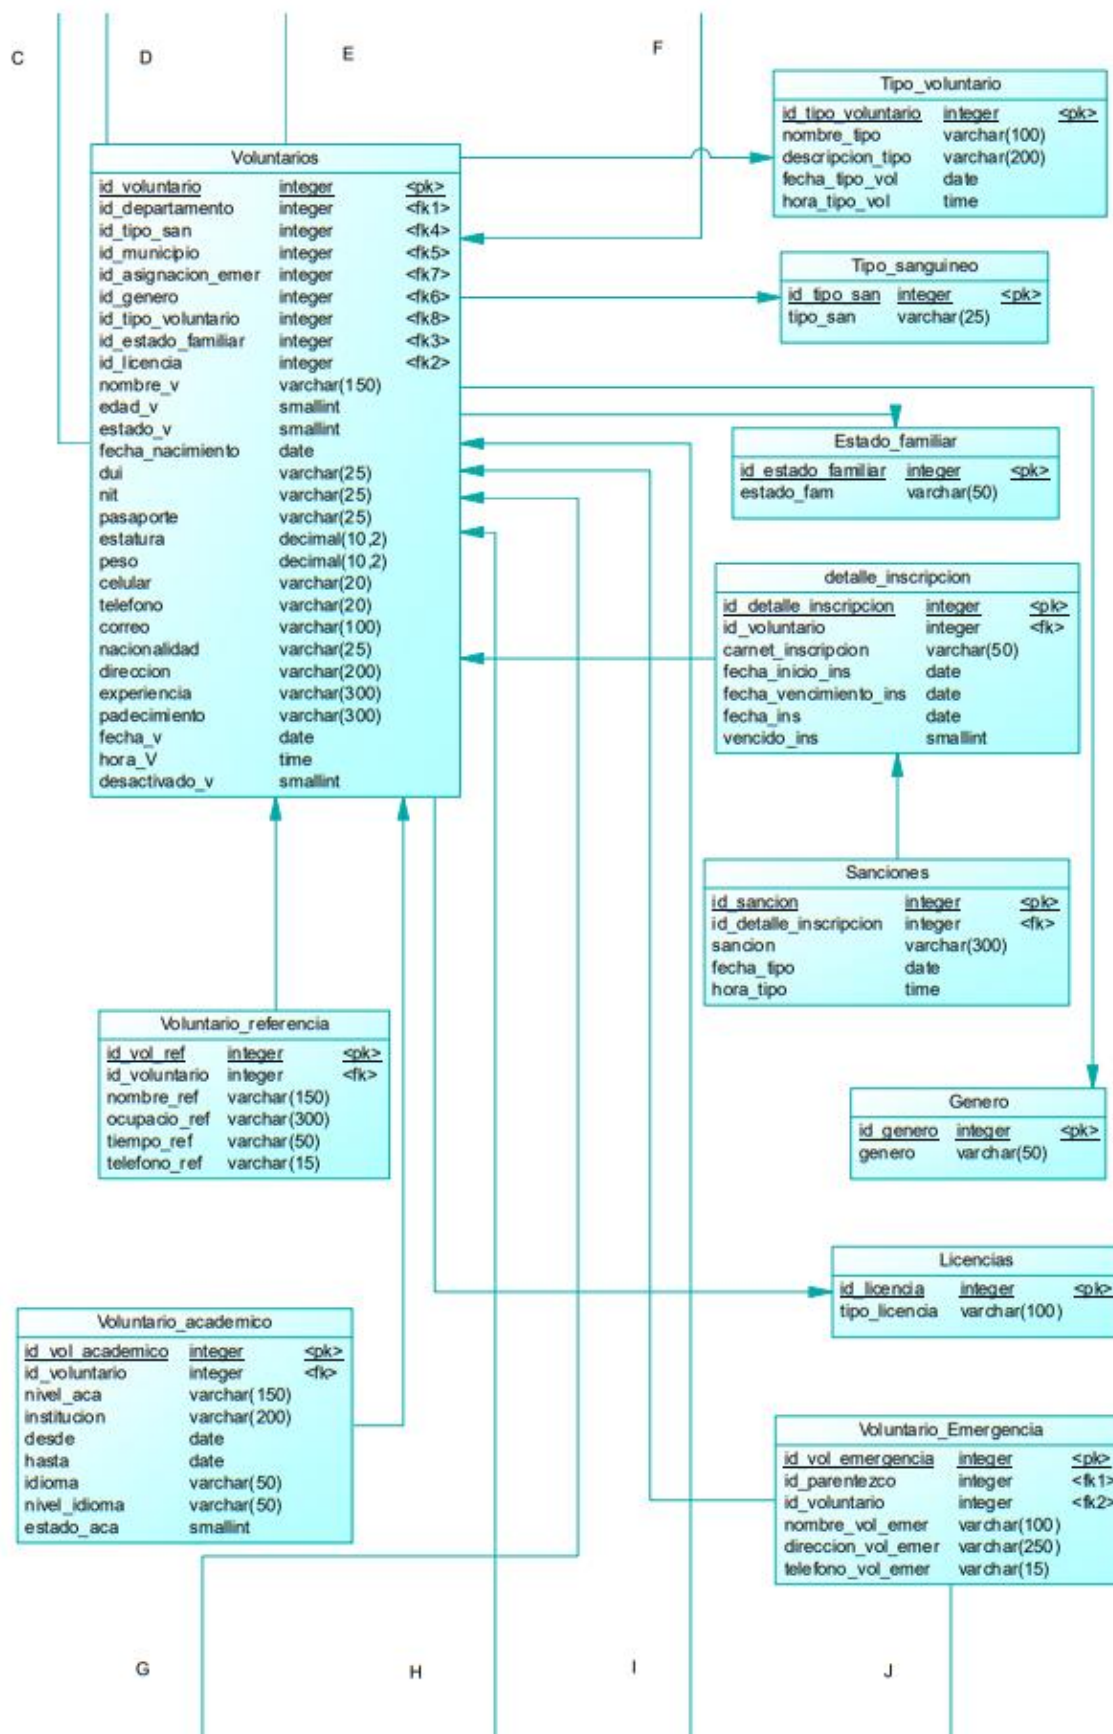 C
D
E
F
Tipo_voluntario
id_tipo_voluntario integer <pk>
nombre_tipo varchar(100)
descripcion_tipo varchar(200)
fecha_tipo_vol date
hora_tipo_vol time
Voluntarios
id_voluntario integer <pk>
id_departamento integer <fk1>
id_tipo_san integer <fk4>
id_municipio integer <fk5>
id_asignacion_emer integer <fk7>
id_genero integer <fk6>
id_tipo_voluntario integer <fk8>
id_estado_familiar integer <fk3>
id_licencia integer <fk2>
nombre_v varchar(150)
edad_v smallint
estado_v smallint
fecha_nacimiento date
dui varchar(25)
nit varchar(25)
pasaporte varchar(25)
estatura decimal(10,2)
peso decimal(10,2)
celular varchar(20)
telefono varchar(20)
correo varchar(100)
nacionalidad varchar(25)
direccion varchar(200)
experiencia varchar(300)
padecimiento varchar(300)
fecha_v date
hora_V time
desactivado_v smallint
Tipo_sanguineo
id_tipo_san integer <pk>
tipo_san varchar(25)
Estado_familiar
id_estado_familiar integer <pk>
estado_fam varchar(50)
detalle_inscripcion
id_detalle_inscripcion integer <pk>
id_voluntario integer <fk>
carnet_inscripcion varchar(50)
fecha_inicio_ins date
fecha_vencimiento_ins date
fecha_ins date
vencido_ins smallint
Sanciones
id_sancion integer <pk>
id_detalle_inscripcion integer <fk>
sancion varchar(300)
fecha_tipo date
hora_tipo time
Voluntario_referencia
id_vol_ref integer <pk>
id_voluntario integer <fk>
nombre_ref varchar(150)
ocupacio_ref varchar(300)
tiempo_ref varchar(50)
telefono_ref varchar(15)
Genero
id_genero integer <pk>
genero varchar(50)
Licencias
id_licencia integer <pk>
tipo_licencia varchar(100)
Voluntario_academico
id_vol_academico integer <pk>
id_voluntario integer <fk>
nivel_aca varchar(150)
institucion varchar(200)
desde date
hasta date
idioma varchar(50)
nivel_idioma varchar(50)
estado_aca smallint
Voluntario_Emergencia
id_vol_emergencia integer <pk>
id_parentezco integer <fk1>
id_voluntario integer <fk2>
nombre_vol_emer varchar(100)
direccion_vol_emer varchar(250)
telefono_vol_emer varchar(15)
G
H
I
J